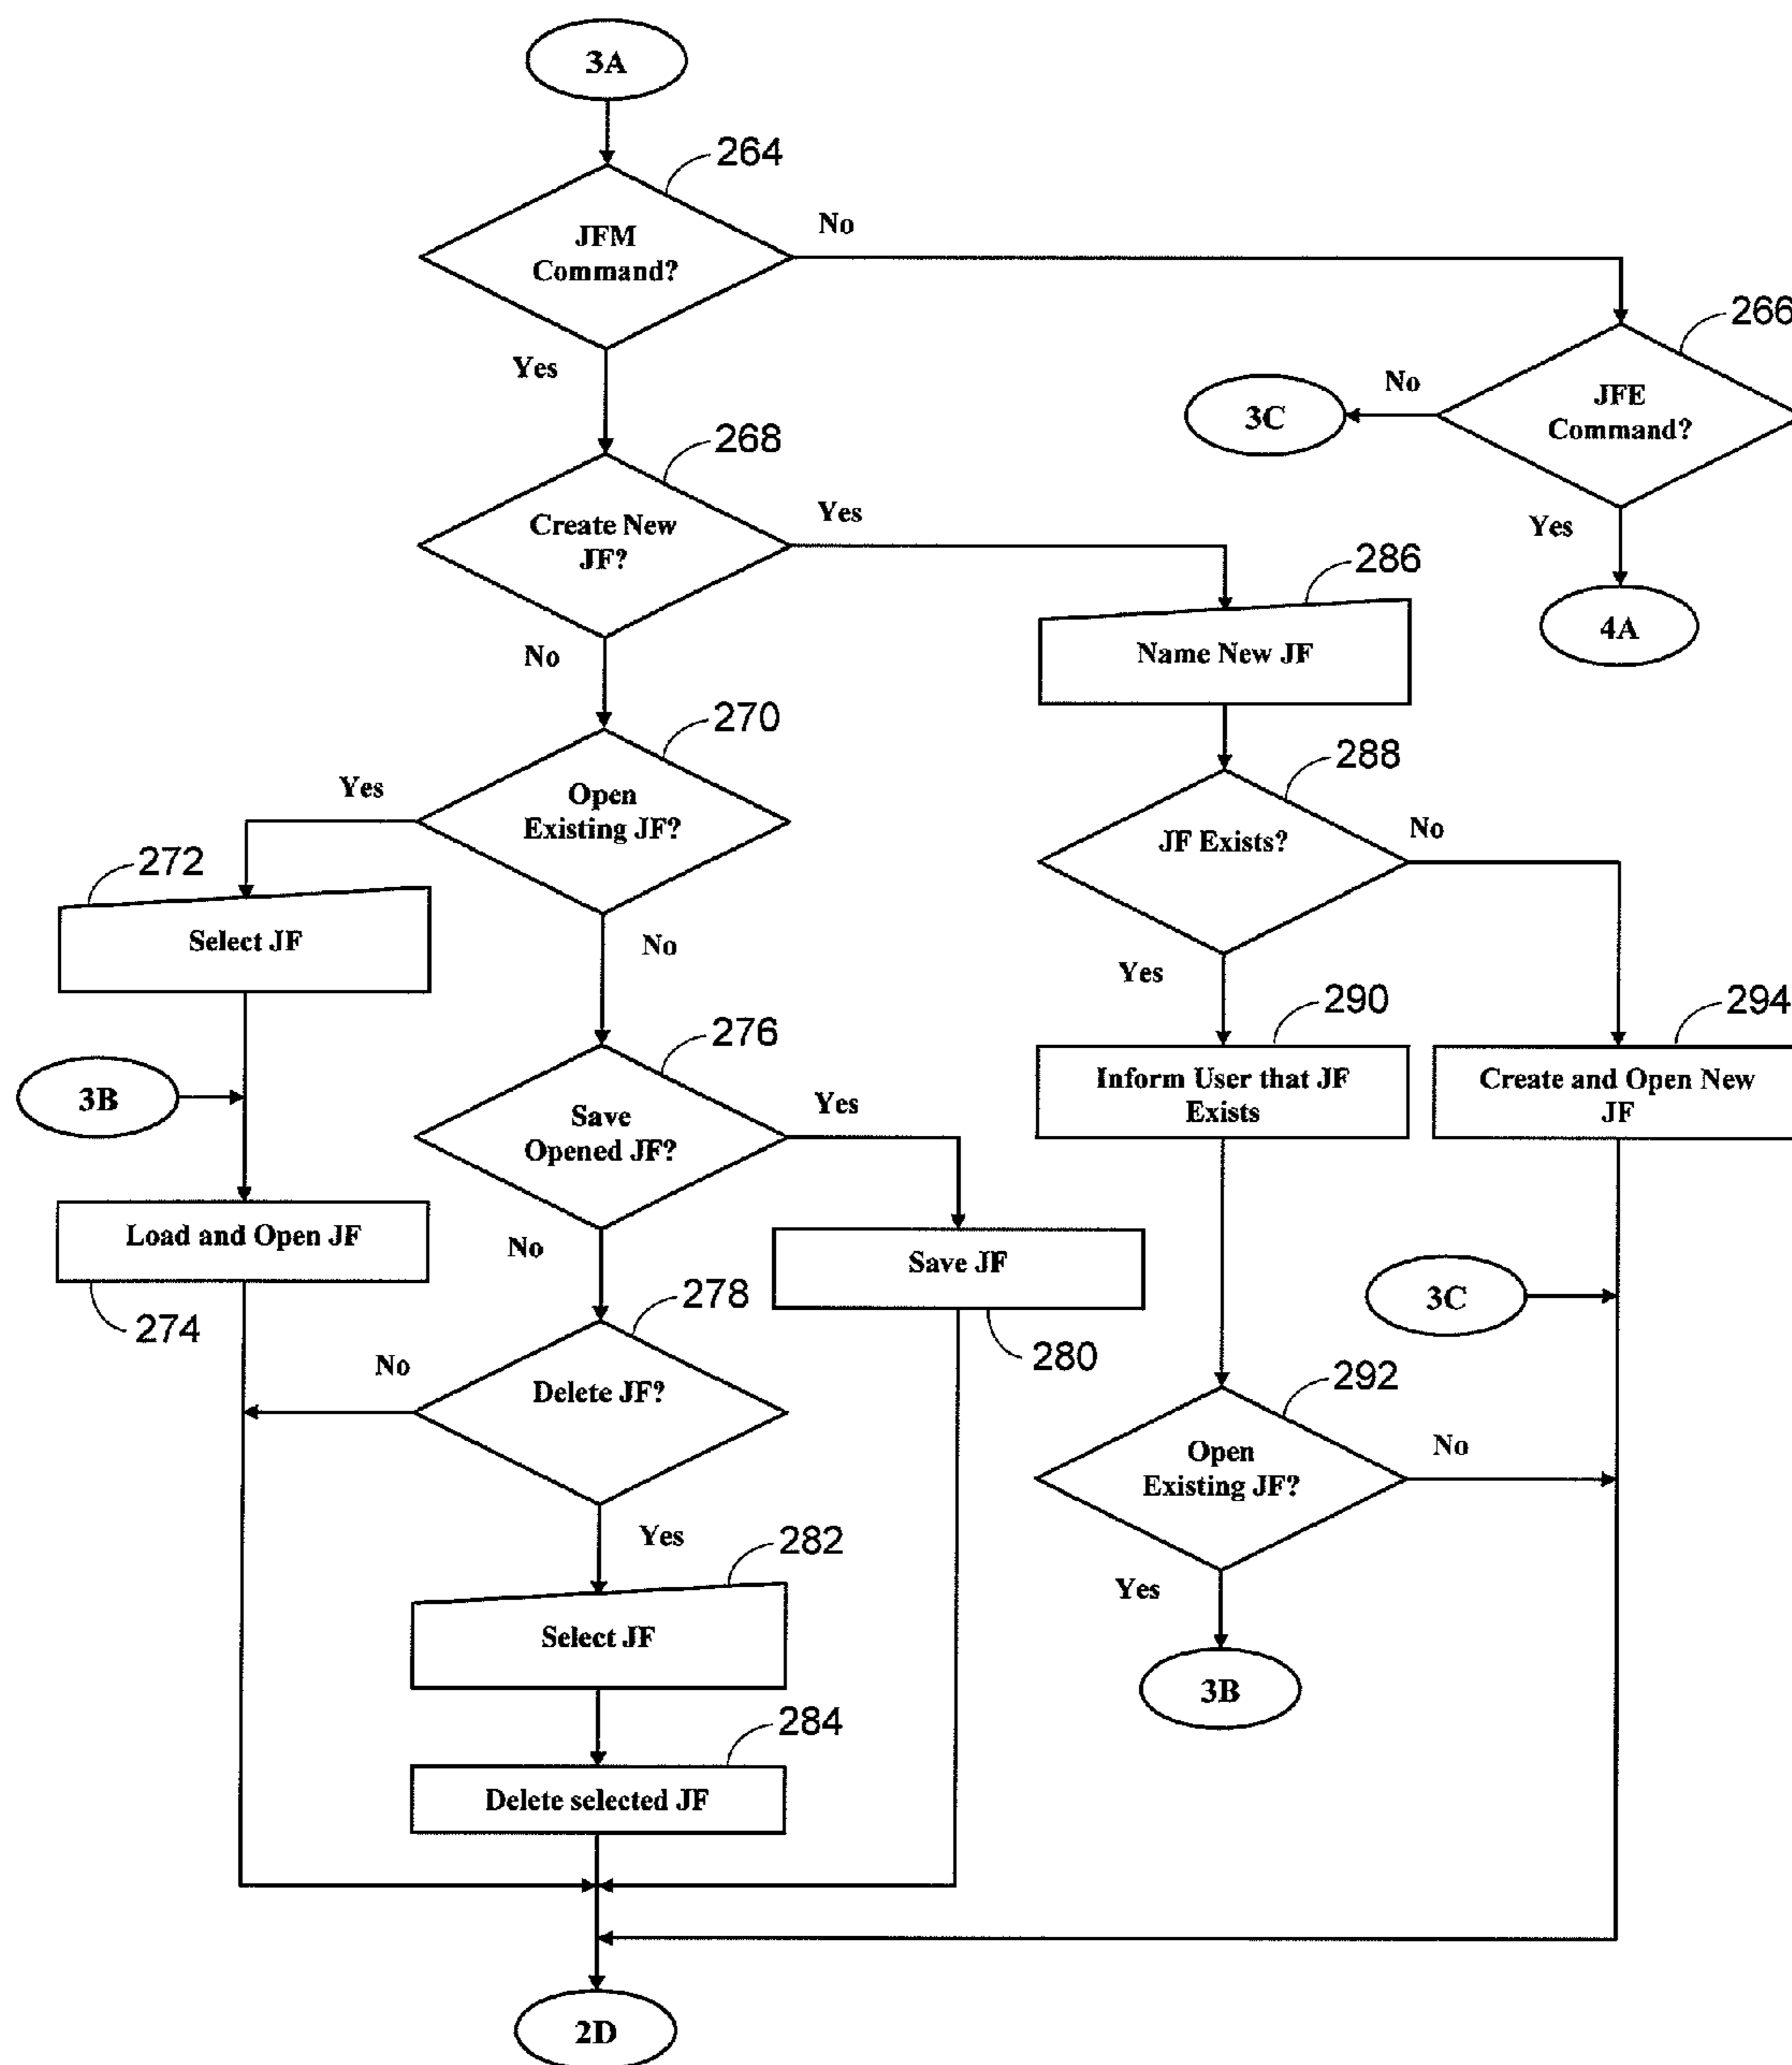 3A
264
JFM
Command?
No
Yes
266
JFE
Command?
No
3C
Yes
4A
268
Create New
JF?
Yes
No
286
Name New JF
270
Open
Existing JF?
Yes
No
288
JF Exists?
No
Yes
272
Select JF
276
Save
Opened JF?
Yes
No
290
Inform User that JF
Exists
294
Create and Open New
JF
3B
Load and Open JF
274
Save JF
280
3C
278
Delete JF?
No
Yes
292
Open
Existing JF?
No
Yes
3B
282
Select JF
284
Delete selected JF
2D